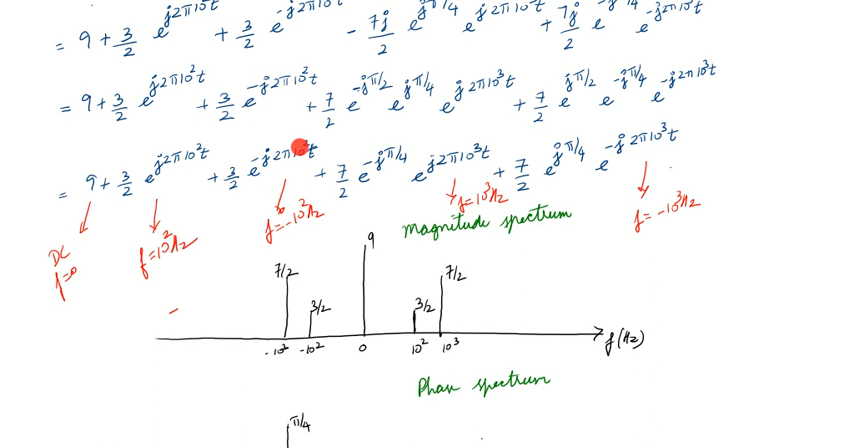 = 9 + 3/2 e^{j2π10²t} + 3/2 e^{-j2π10²t} - 7j/2 e^{jπ/4} e^{j2π10³t} + 7j/2 e^{-jπ/4} e^{-j2π10³t}
= 9 + 3/2 e^{j2π10²t} + 3/2 e^{-j2π10²t} + 7/2 e^{-jπ/2} e^{jπ/4} e^{j2π10³t} + 7/2 e^{jπ/2} e^{-jπ/4} e^{-j2π10³t}
= 9 + 3/2 e^{j2π10²t} + 3/2 e^{-j2π10²t} + 7/2 e^{-jπ/4} e^{j2π10³t} + 7/2 e^{jπ/4} e^{-j2π10³t}
DC
f=0
f=10²Hz
f=-10²Hz
f=10³Hz
f=-10³Hz
Magnitude spectrum
9
7/2
3/2
3/2
7/2
-10³ -10² 0 10² 10³
f(Hz)
Phase spectrum
π/4